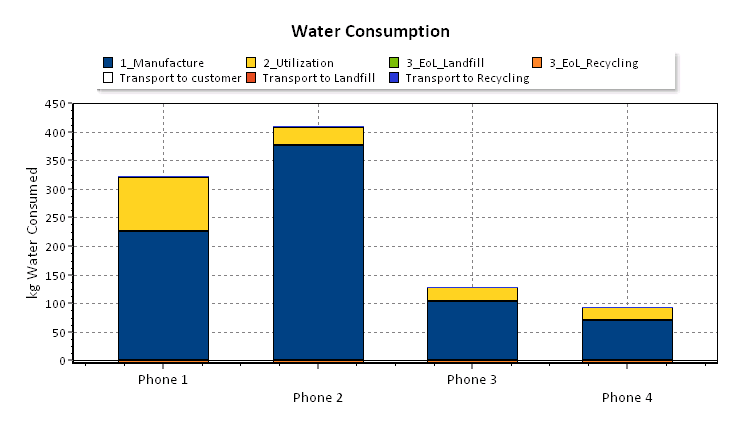 Water Consumption
1_Manufacture 2_Utilization 3_EoL_Landfill 3_EoL_Recycling
Transport to customer Transport to Landfill Transport to Recycling
450
400
350
300
250
200
150
100
50
0
kg Water Consumed
Phone 1 Phone 3
Phone 2 Phone 4